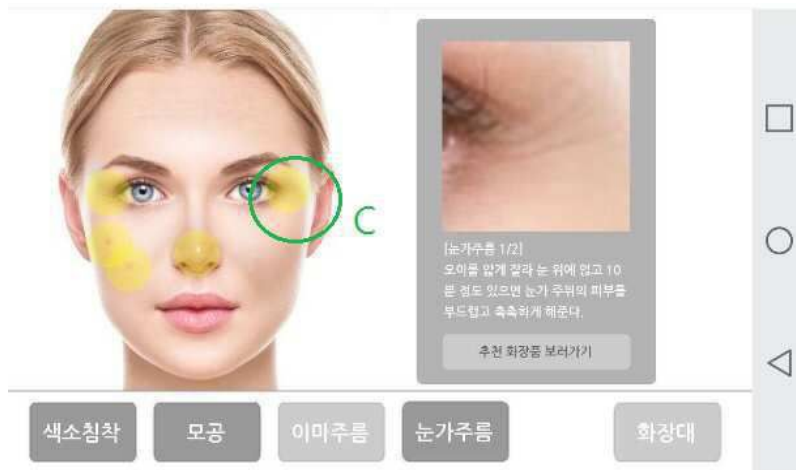 C
[눈가주름 1/2]
오이를 얇게 잘라 눈 위에 얹고 10
분 정도 있으면 눈가 주위의 피부를
부드럽고 촉촉하게 해준다.
추천 화장품 보러가기
색소침착
모공
이마주름
눈가주름
화장대